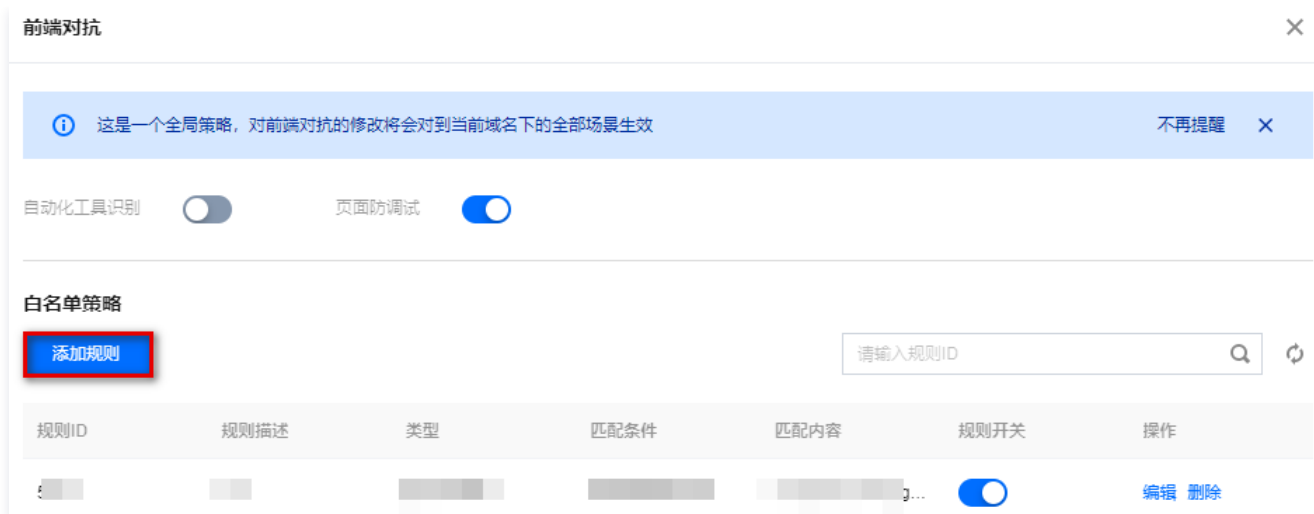 前端对抗
这是一个全局策略，对前端对抗的修改将会对到当前域名下的全部场景生效 不再提醒
自动化工具识别 页面防调试
白名单策略
添加规则 请输入规则ID
规则ID 规则描述 类型 匹配条件 匹配内容 规则开关 操作
编辑 删除